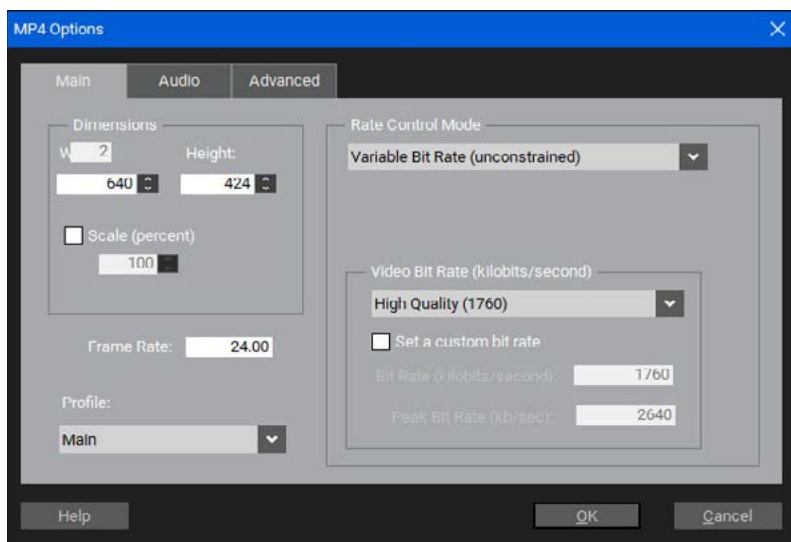 MP4 Options
Main Audio Advanced
Dimensions
W 2 Height:
640 424
Scale (percent)
100
Frame Rate: 24.00
Profile:
Main
Rate Control Mode
Variable Bit Rate (unconstrained)
Video Bit Rate (kilobits/second)
High Quality (1760)
Set a custom bit rate
Bit Rate (kilobits/second): 1760
Peak Bit Rate (kb/sec): 2640
Help OK Cancel